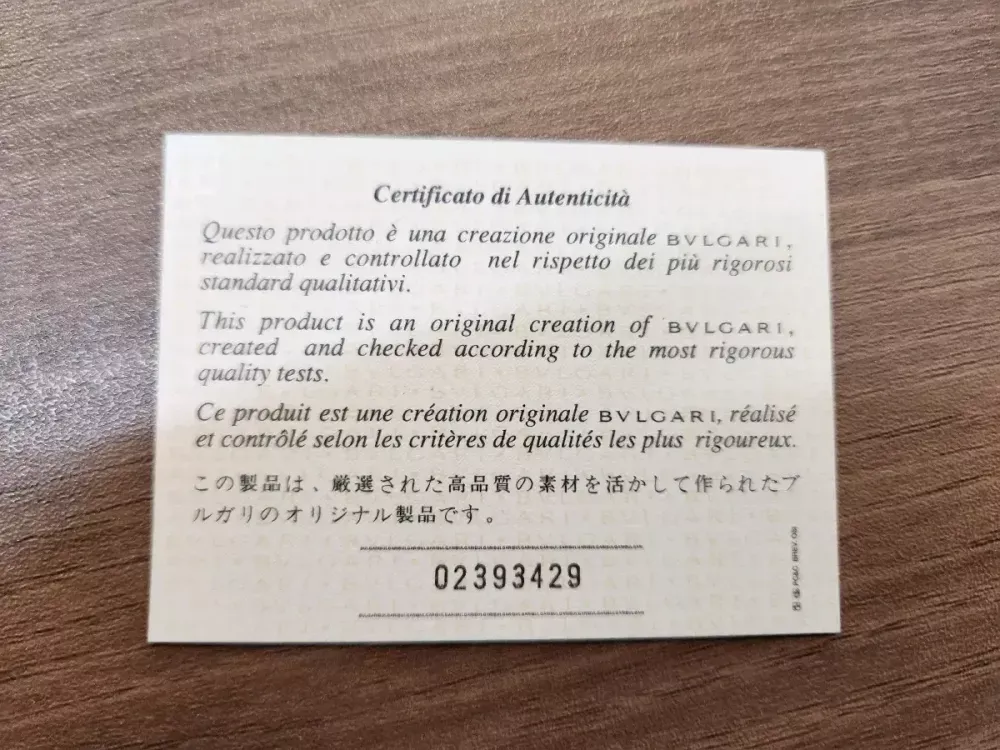 Certificato di Autenticità
Questo prodotto è una creazione originale BVLGARI,
realizzato e controllato nel rispetto dei più rigorosi
standard qualitativi.
This product is an original creation of BVLGARI,
created and checked according to the most rigorous
quality tests.
Ce produit est une création originale BVLGARI, réalisé
et contrôlé selon les critères de qualités les plus rigoureux.
この製品は、厳選された高品質の素材を活かして作られたブ
ルガリのオリジナル製品です。
02393429